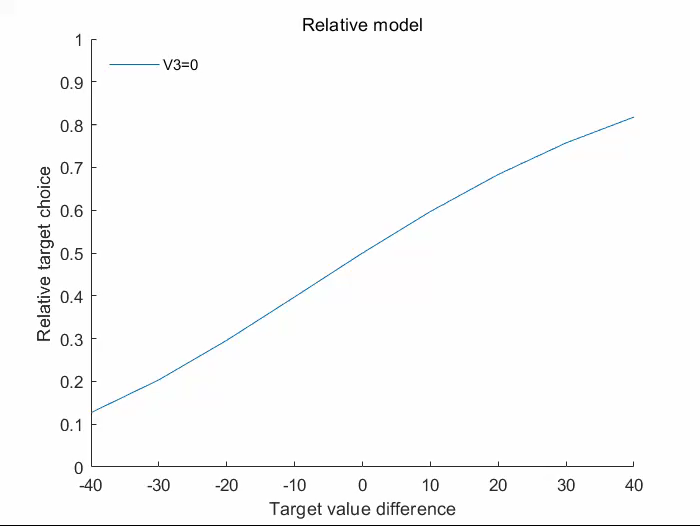 Relative model
V3=0
Relative target choice
1
0.9
0.8
0.7
0.6
0.5
0.4
0.3
0.2
0.1
0
-40 -30 -20 -10 0 10 20 30 40
Target value difference